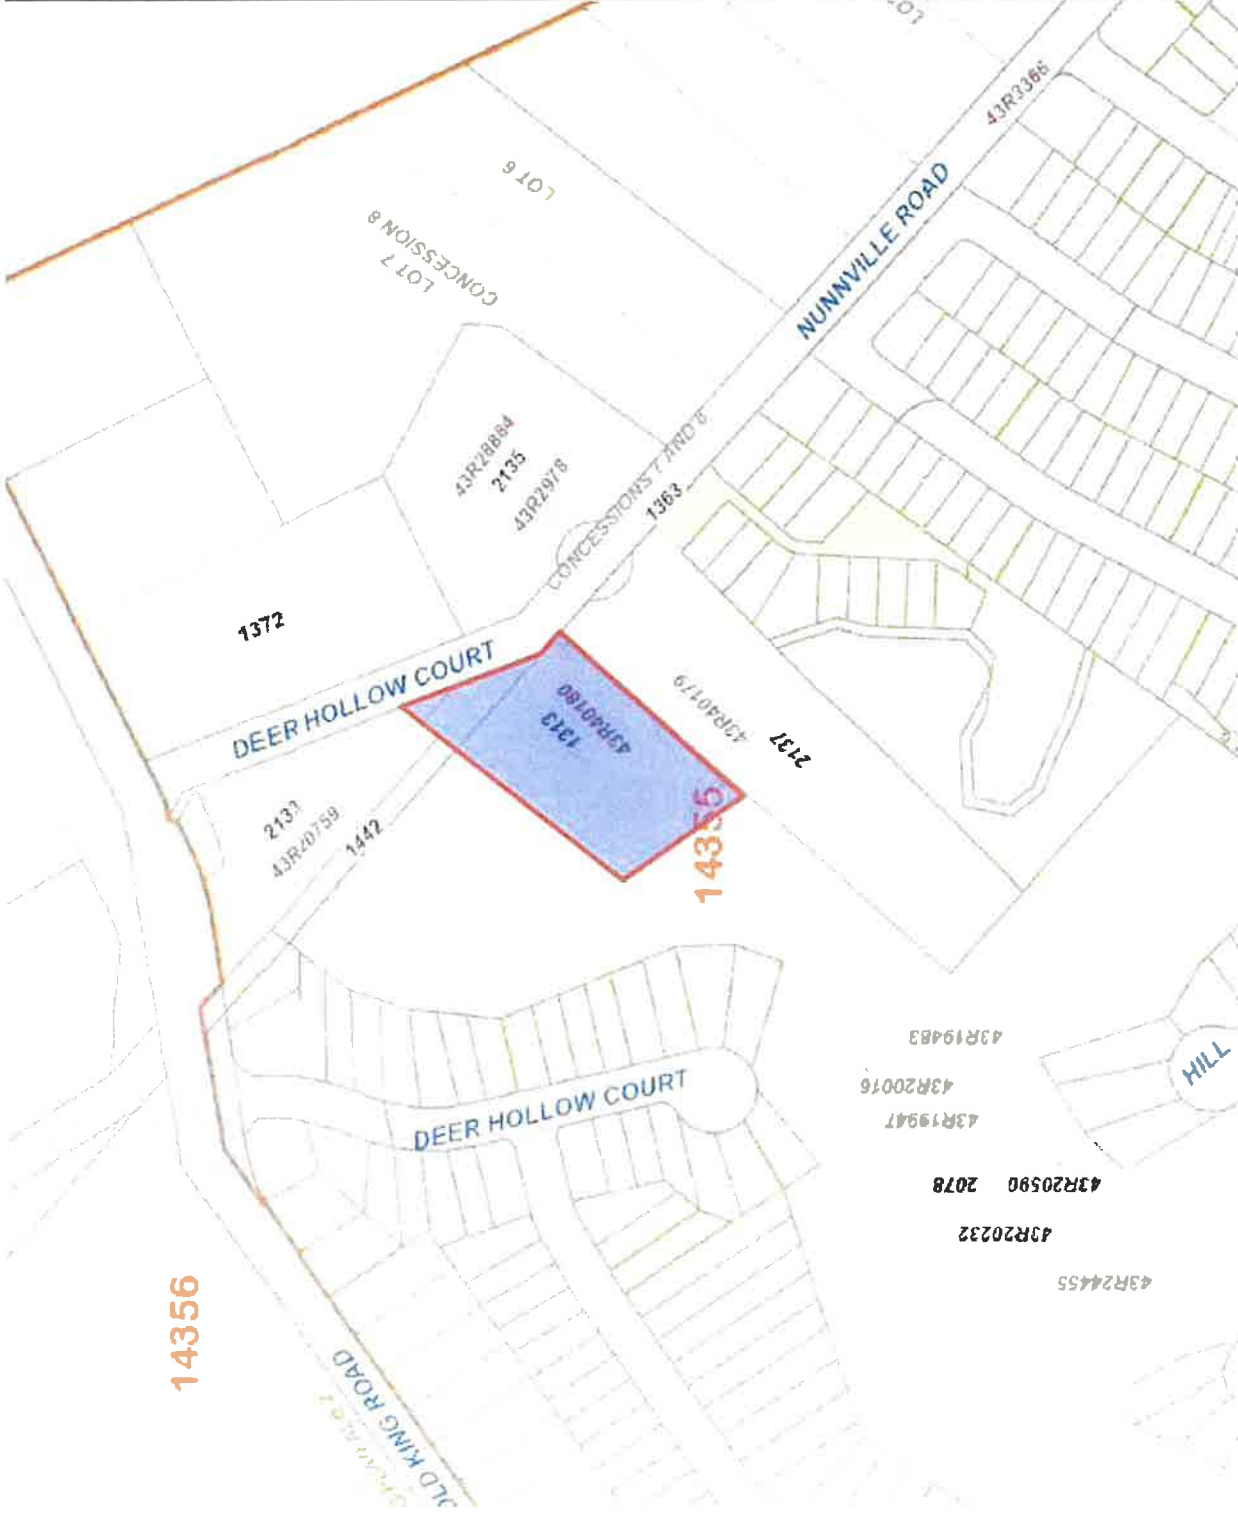 LOT
43R3366
NUNNVILLE ROAD
LOT 6
CONCESSION 8
LOT 7
43R28884
2135
43R2978
CONCESSIONS 7 AND 8
1363
1372
DEER HOLLOW COURT
1313
43R40180
43R40179
2137
14355
43R20759
1442
43R19483
43R20016
43R19947
HILL
DEER HOLLOW COURT
43R20590 2078
43R20232
43R24455
14356
OLD KING ROAD